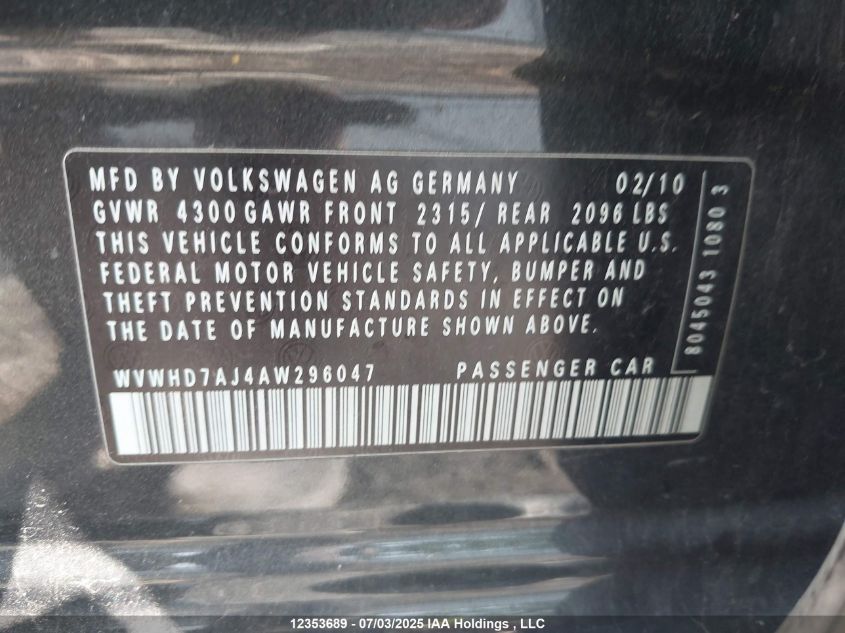 MFD BY VOLKSWAGEN AG GERMANY 02/10
GVWR 4300 GAWR FRONT 2315/ REAR 2096 LBS
THIS VEHICLE CONFORMS TO ALL APPLICABLE U.S.
FEDERAL MOTOR VEHICLE SAFETY, BUMPER AND
THEFT PREVENTION STANDARDS IN EFFECT ON
THE DATE OF MANUFACTURE SHOWN ABOVE.
WVWHD7AJ4AW296047 PASSENGER CAR
8045043 1080 3
12353689 - 07/03/2025 IAA Holdings , LLC